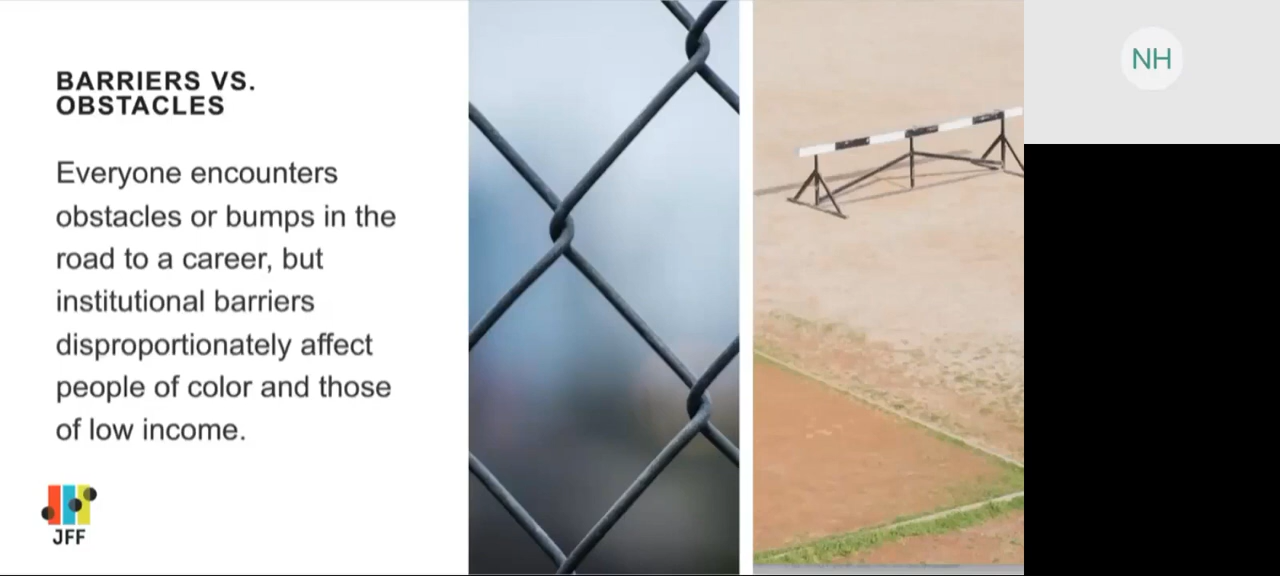 BARRIERS VS.
OBSTACLES
Everyone encounters
obstacles or bumps in the
road to a career, but
institutional barriers
disproportionately affect
people of color and those
of low income.
JFF
NH